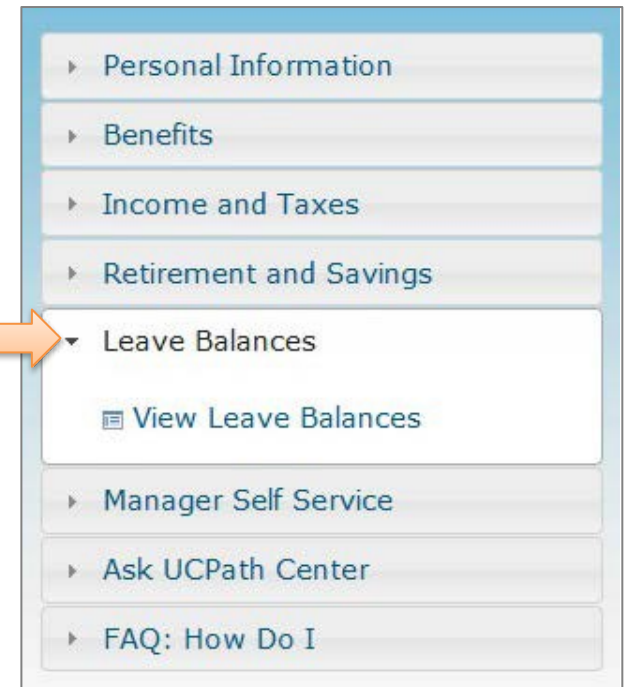 Personal Information
Benefits
Income and Taxes
Retirement and Savings
Leave Balances
View Leave Balances
Manager Self Service
Ask UCPath Center
FAQ: How Do I